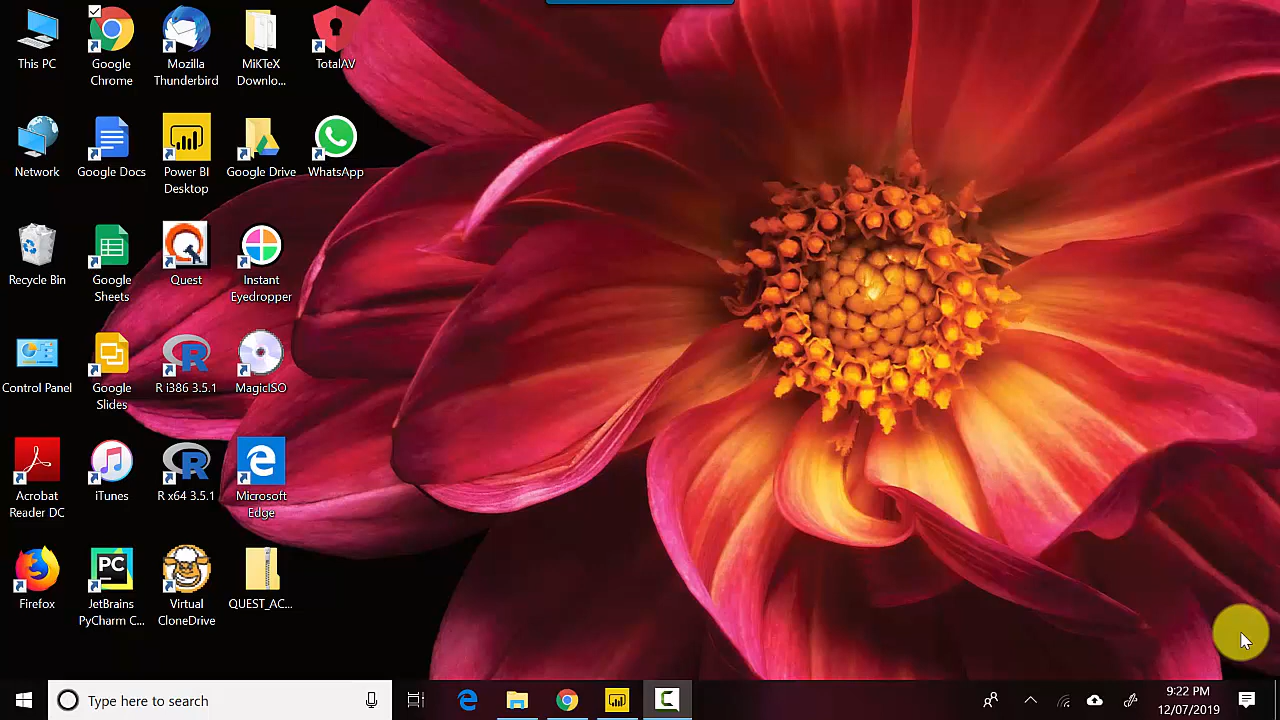 This PC
Google
Chrome
Mozilla
Thunderbird
MiKTeX
Downlo...
TotalAV
Network
Google Docs
Power BI
Desktop
Google Drive
WhatsApp
Recycle Bin
Google
Sheets
Quest
Instant
Eyedropper
Control Panel
Google
Slides
R i386 3.5.1
MagicISO
Acrobat
Reader DC
iTunes
R x64 3.5.1
Microsoft
Edge
Firefox
PC
JetBrains
PyCharm C...
Virtual
CloneDrive
QUEST_AC...
Type here to search
9:22 PM
12/07/2019